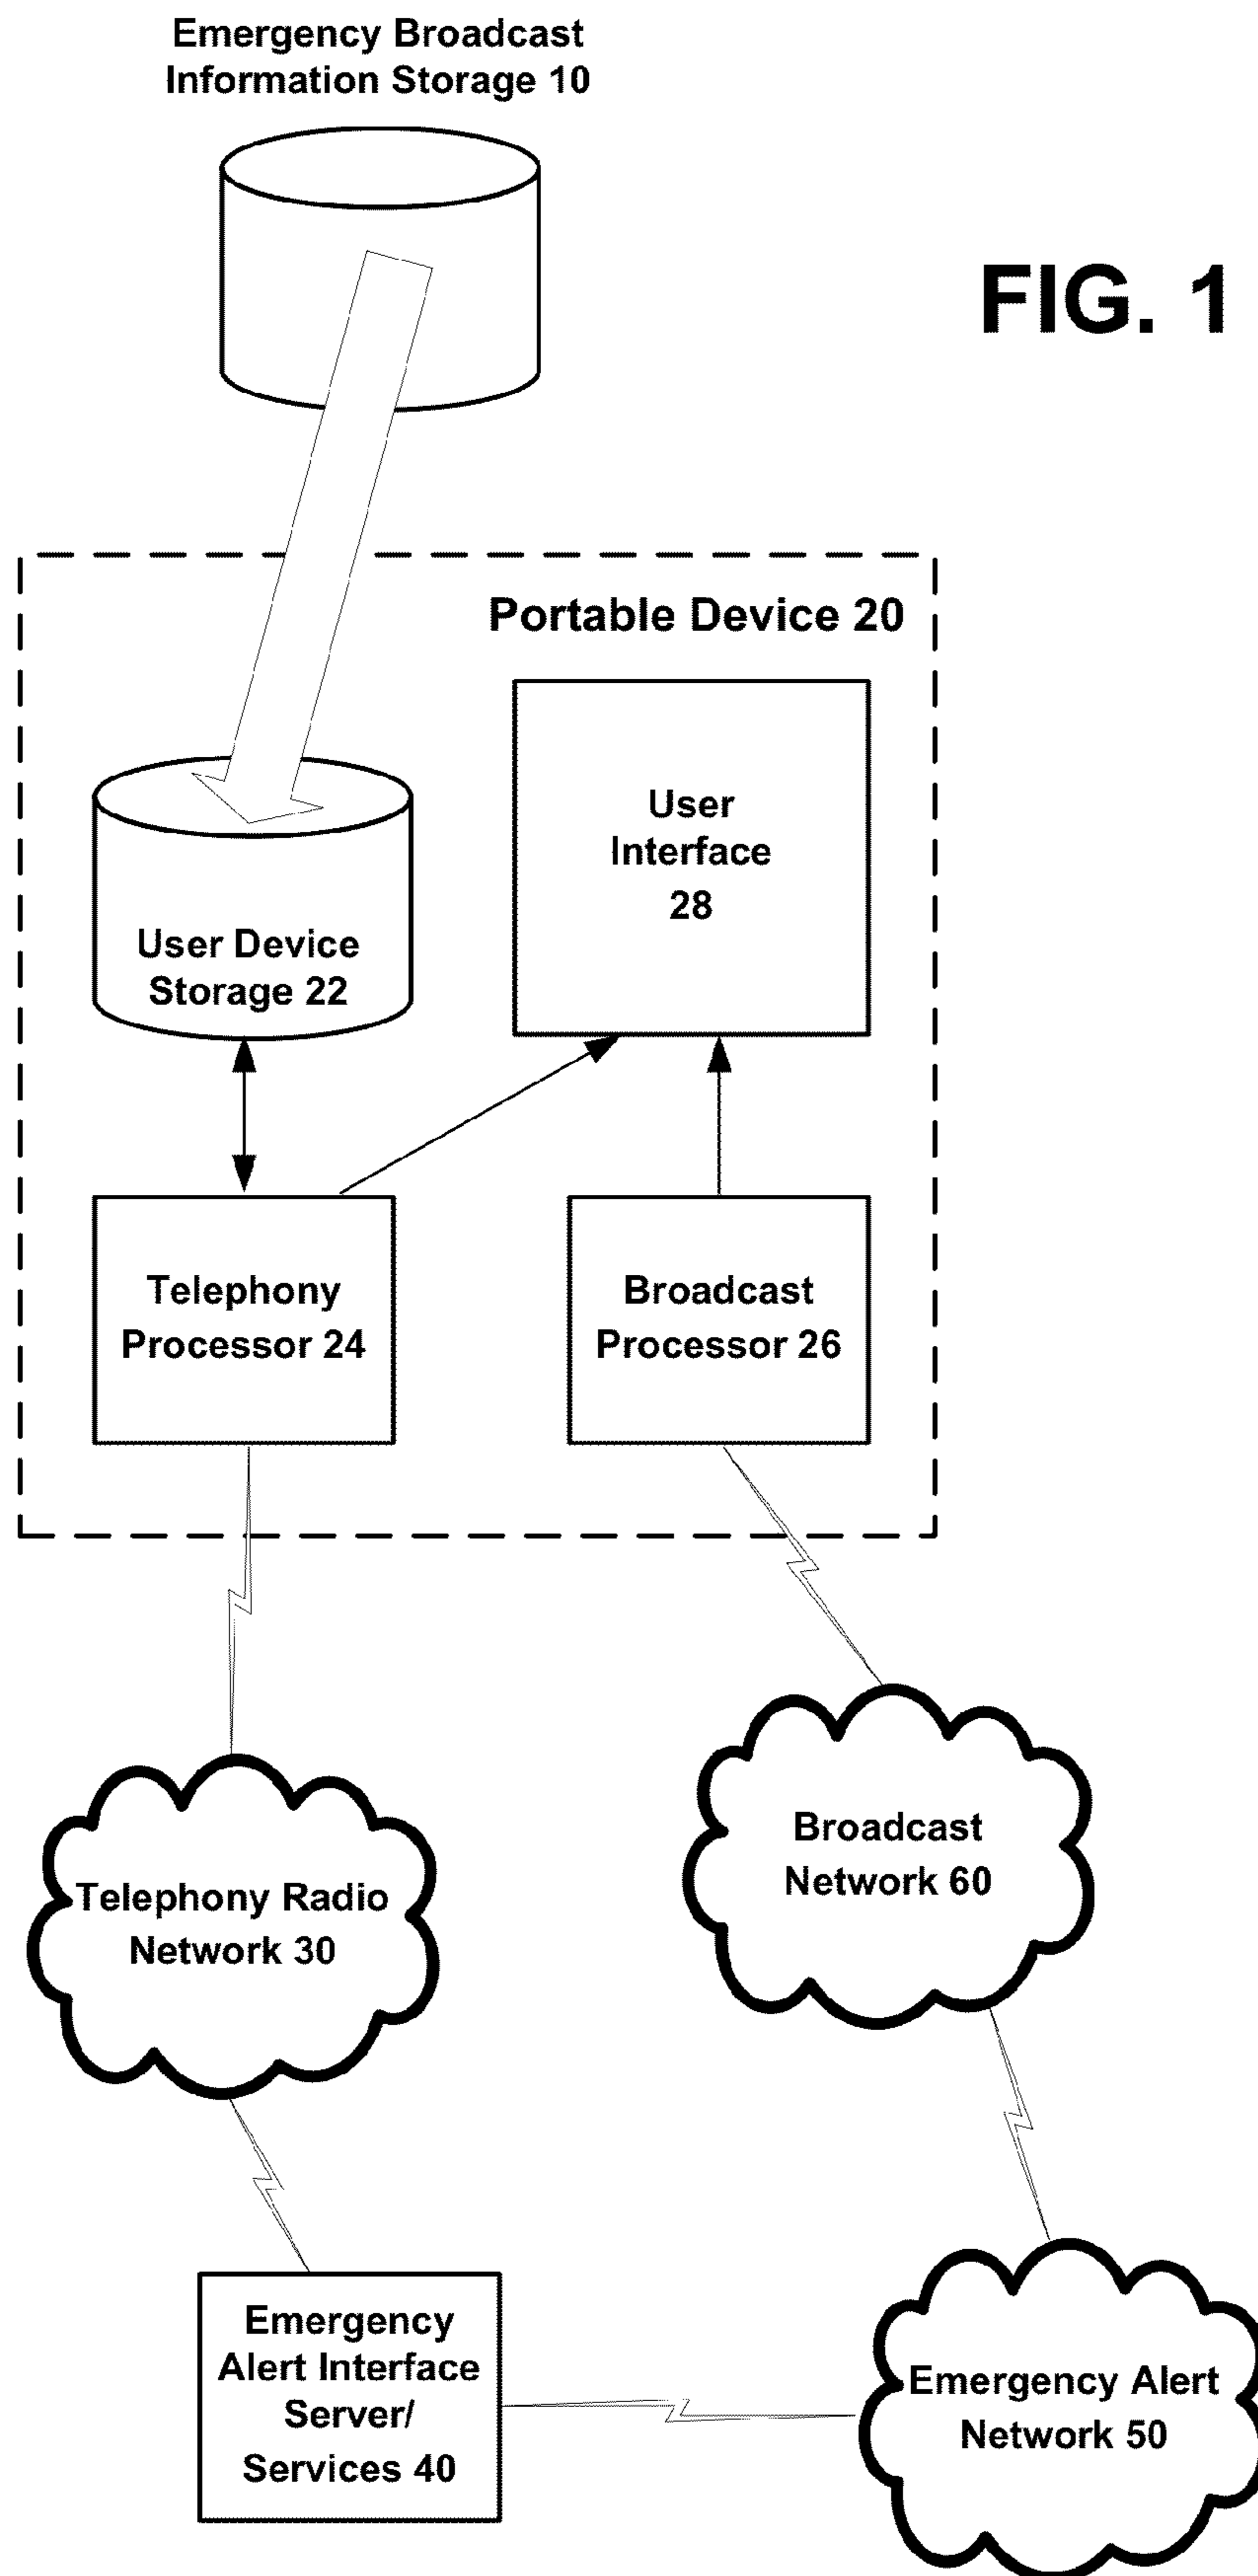 Emergency Broadcast
Information Storage 10
FIG. 1
Portable Device 20
User
Interface
28
User Device
Storage 22
Telephony
Processor 24
Broadcast
Processor 26
Broadcast
Network 60
Telephony Radio
Network 30
Emergency
Alert Interface
Server/
Services 40
Emergency Alert
Network 50